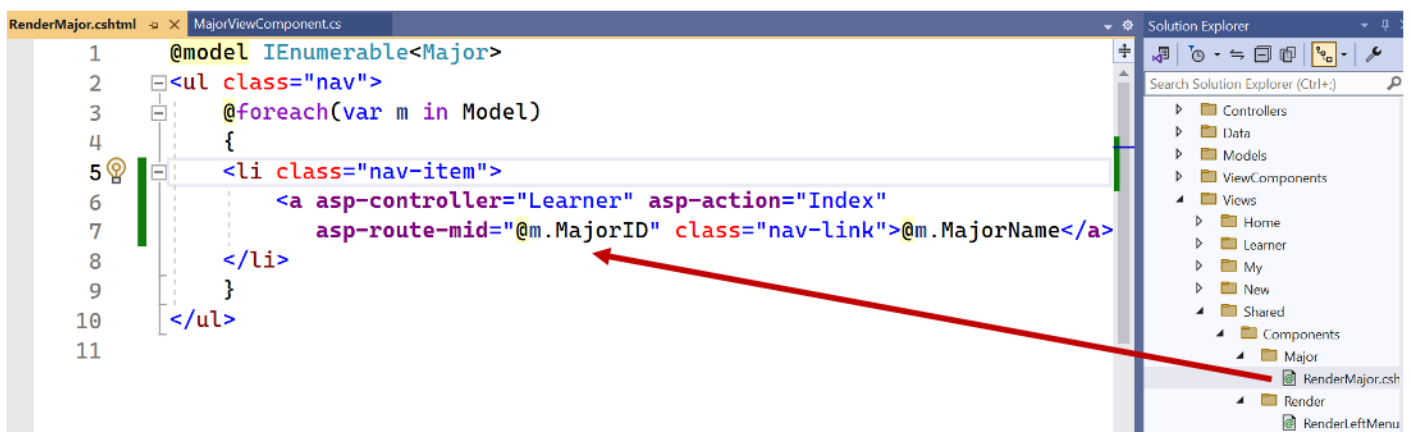 RenderMajor.cshtml
MajorViewComponent.cs
Solution Explorer
1 @model IEnumerable<Major>
2 <ul class="nav">
3 @foreach(var m in Model)
4 {
5 <li class="nav-item">
6 <a asp-controller="Learner" asp-action="Index"
7 asp-route-mid="@m.MajorID" class="nav-link">@m.MajorName</a>
8 </li>
9 }
10 </ul>
11
Search Solution Explorer (Ctrl+;)
Controllers
Data
Models
ViewComponents
Views
Home
Learner
My
New
Shared
Components
Major
RenderMajor.csh
Render
RenderLeftMenu